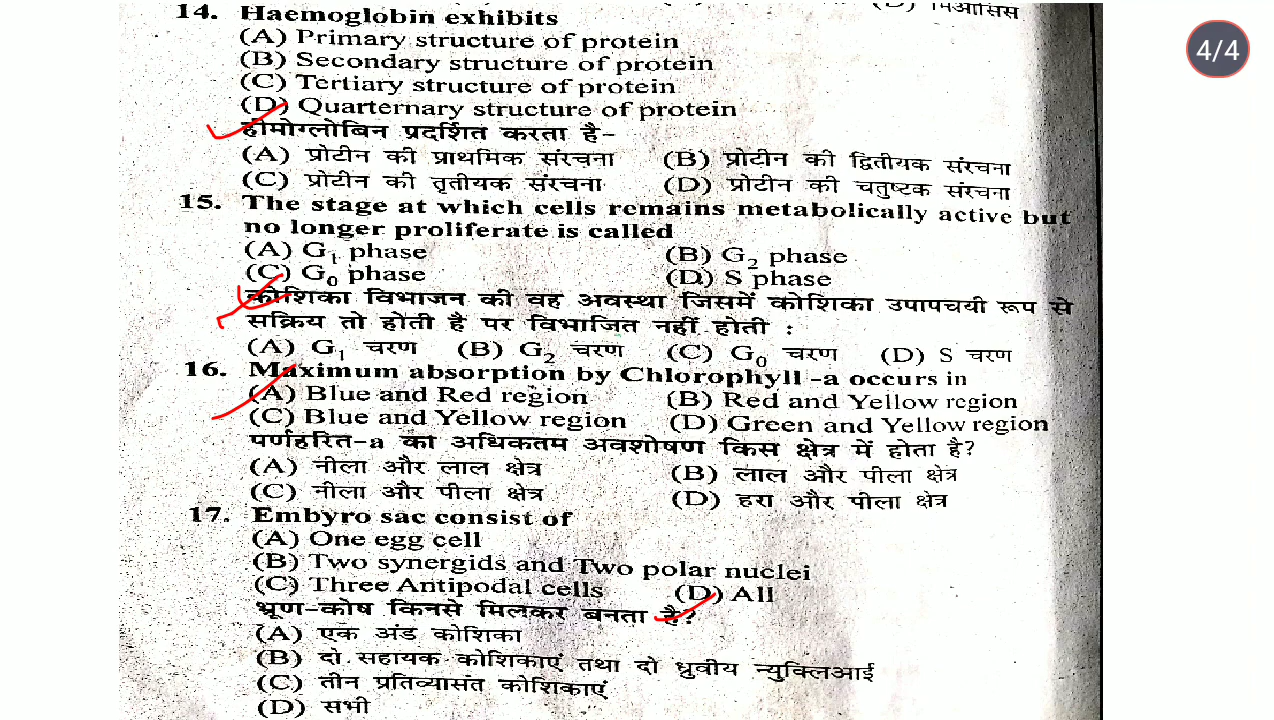 (D) मिओसिस
4/4
14. Haemoglobin exhibits
(A) Primary structure of protein
(B) Secondary structure of protein
(C) Tertiary structure of protein
(D) Quarternary structure of protein
हीमोग्लोबिन प्रदर्शित करता है-
(A) प्रोटीन की प्राथमिक संरचना (B) प्रोटीन की द्वितीयक संरचना
(C) प्रोटीन की तृतीयक संरचना (D) प्रोटीन की चतुष्टक संरचना
15. The stage at which cells remains metabolically active but
no longer proliferate is called
(A) G₁ phase (B) G₂ phase
(C) G₀ phase (D) S phase
कोशिका विभाजन की वह अवस्था जिसमें कोशिका उपापचयी रूप से
सक्रिय तो होती है पर विभाजित नहीं होती :
(A) G₁ चरण (B) G₂ चरण (C) G₀ चरण (D) S चरण
16. Maximum absorption by Chlorophyll -a occurs in
(A) Blue and Red region (B) Red and Yellow region
(C) Blue and Yellow region (D) Green and Yellow region
पर्णहरित-a का अधिकतम अवशोषण किस क्षेत्र में होता है?
(A) नीला और लाल क्षेत्र (B) लाल और पीला क्षेत्र
(C) नीला और पीला क्षेत्र (D) हरा और पीला क्षेत्र
17. Embyro sac consist of
(A) One egg cell
(B) Two synergids and Two polar nuclei
(C) Three Antipodal cells (D) All
भ्रूण-कोष किनसे मिलकर बनता है?
(A) एक अंड कोशिका
(B) दो सहायक कोशिकाएं तथा दो ध्रुवीय न्युक्लिआई
(C) तीन प्रतिव्यासंत कोशिकाएं
(D) सभी